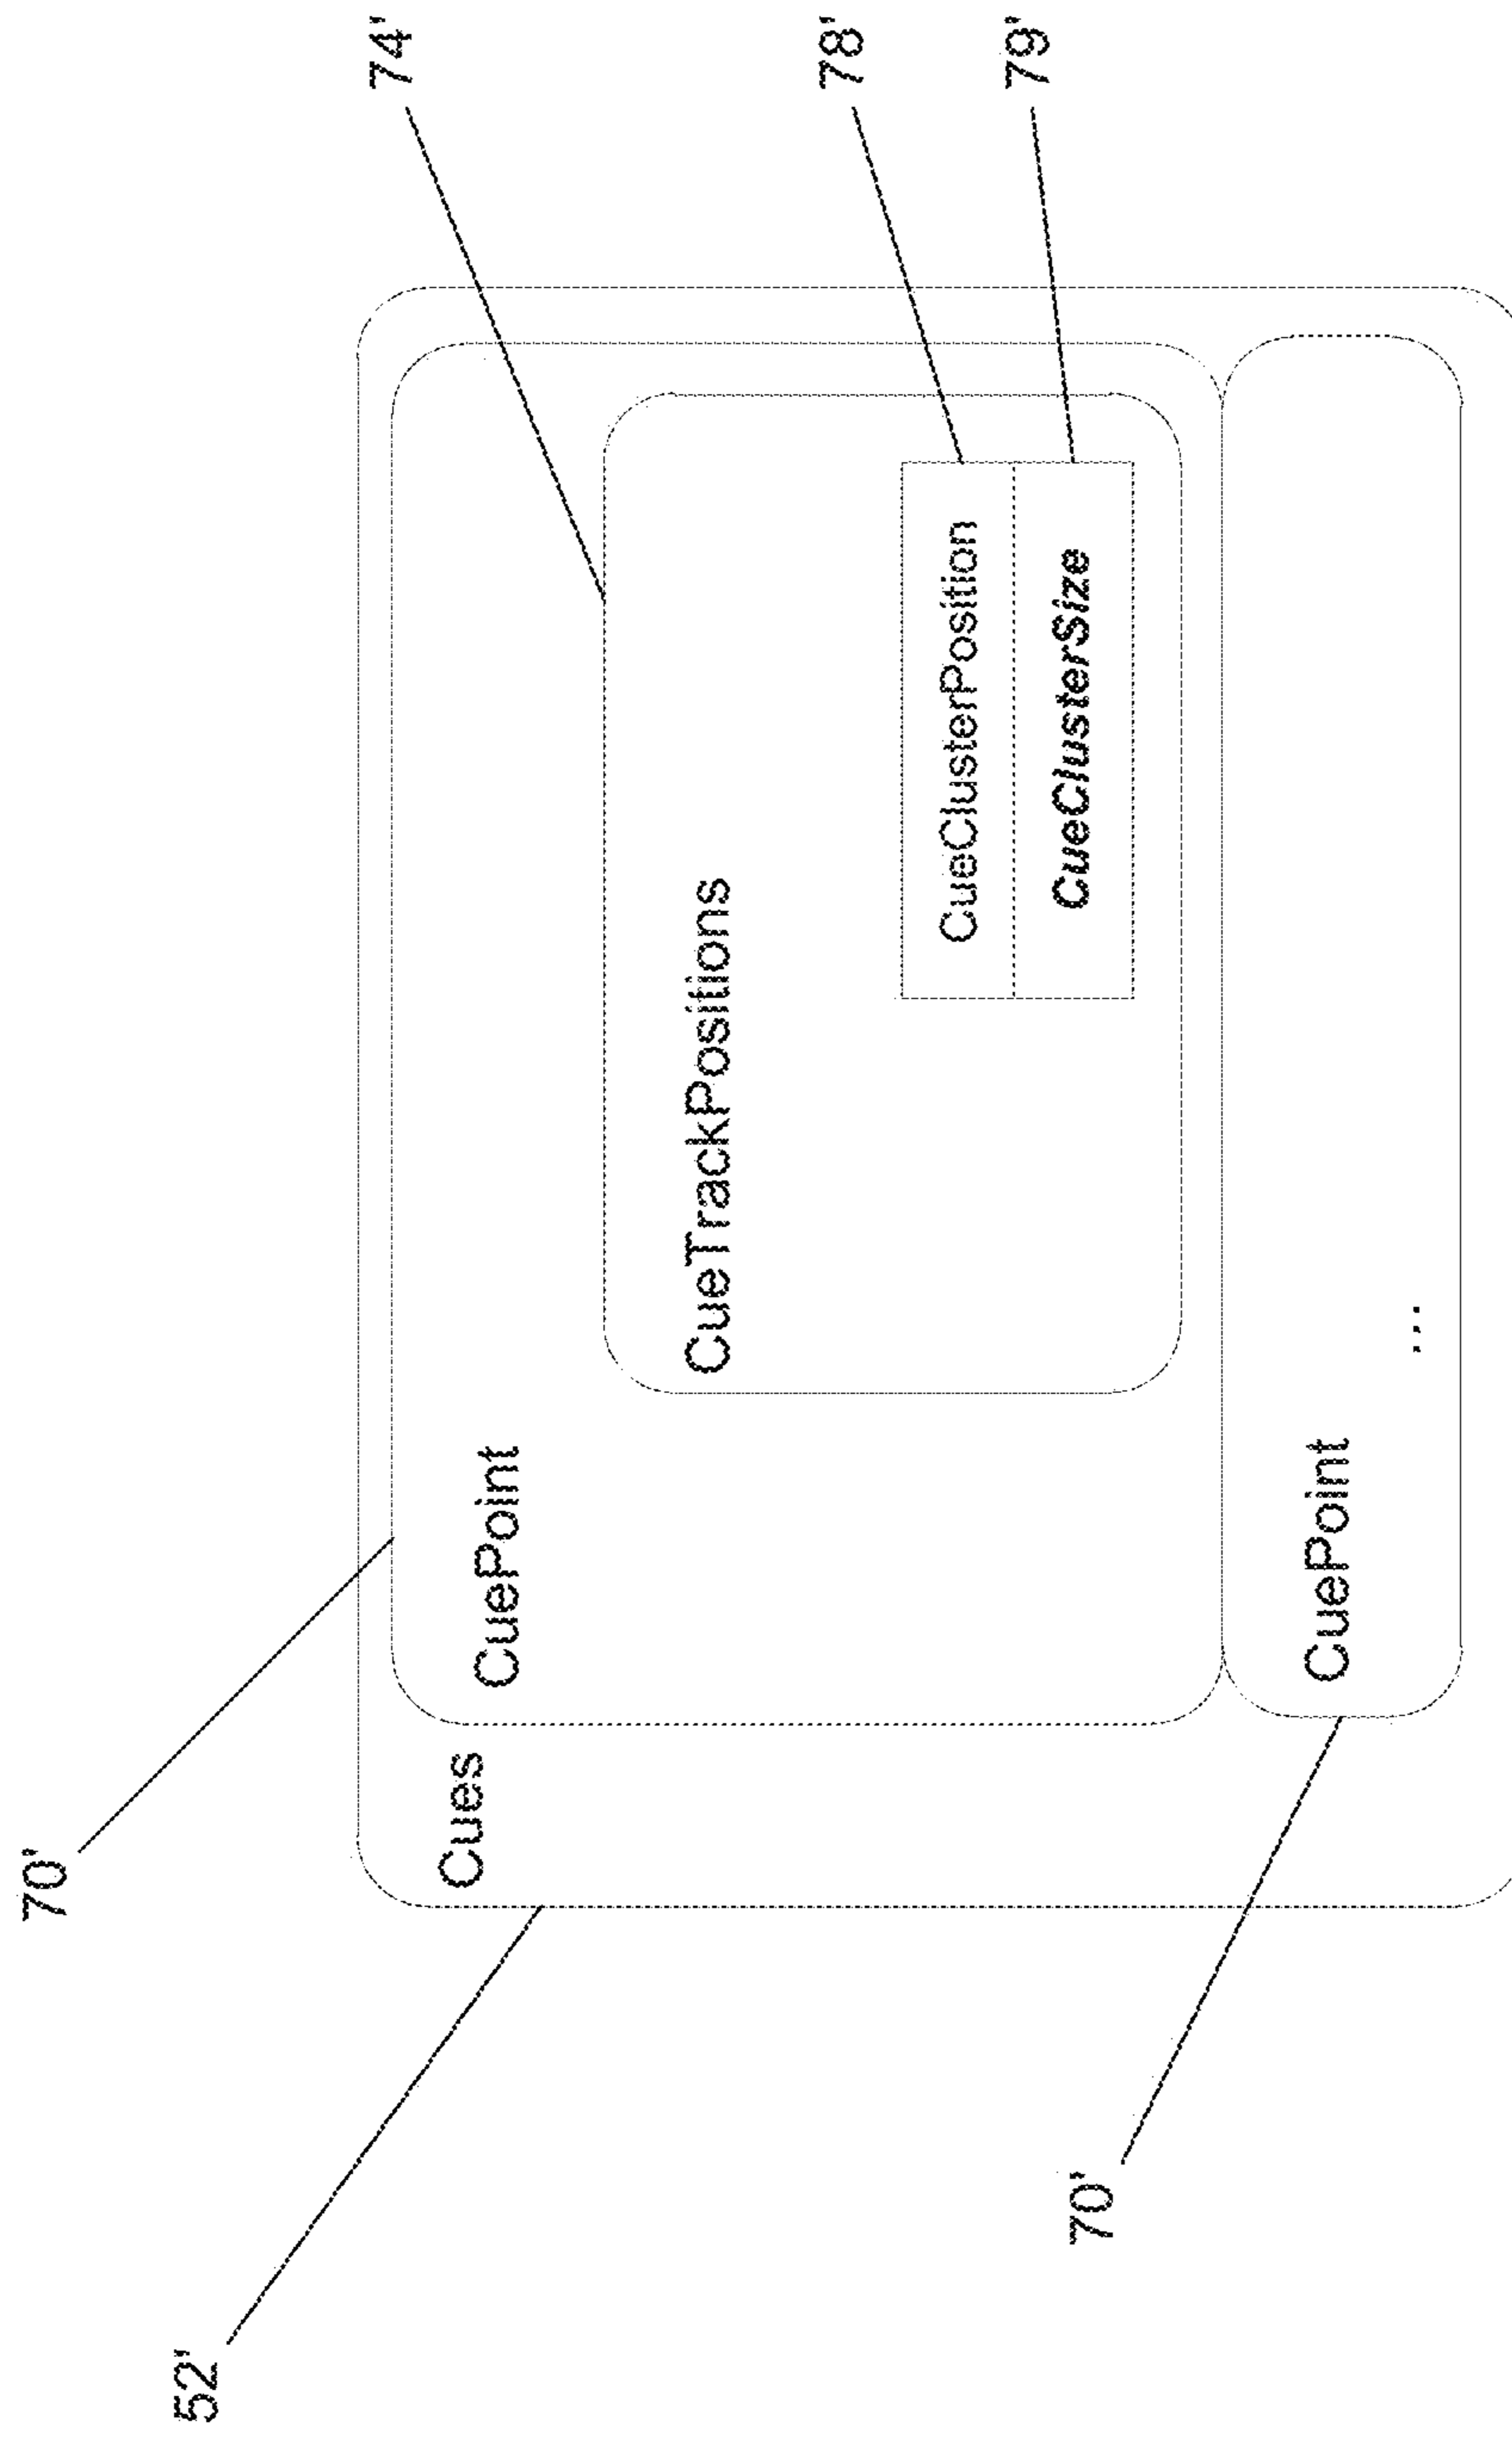 70'
Cues
CuePoint
CueTrackPositions
74'
CueClusterPosition
78'
CueClusterSize
79'
CuePoint
...
52'
70'